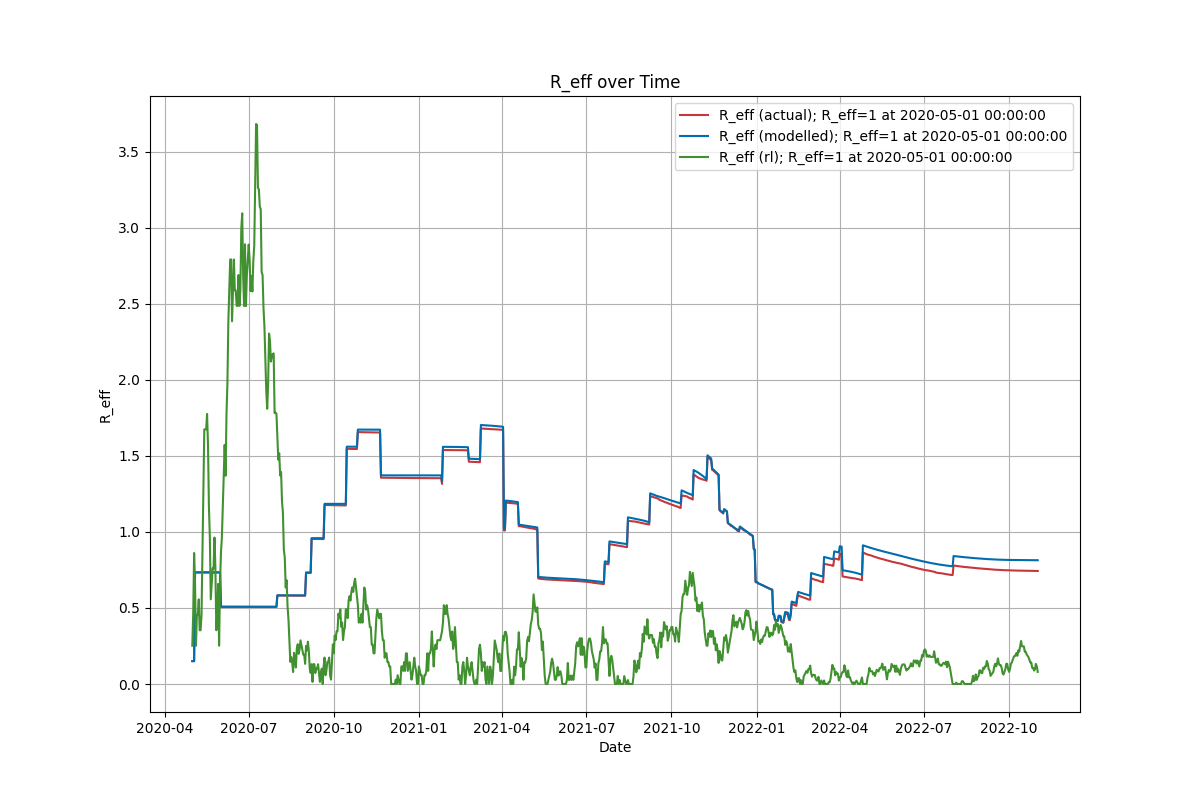 R_eff over Time
R_eff (actual); R_eff=1 at 2020-05-01 00:00:00
R_eff (modelled); R_eff=1 at 2020-05-01 00:00:00
R_eff (rl); R_eff=1 at 2020-05-01 00:00:00
3.5
3.0
2.5
2.0
1.5
1.0
0.5
0.0
R_eff
2020-04 2020-07 2020-10 2021-01 2021-04 2021-07 2021-10 2022-01 2022-04 2022-07 2022-10
Date